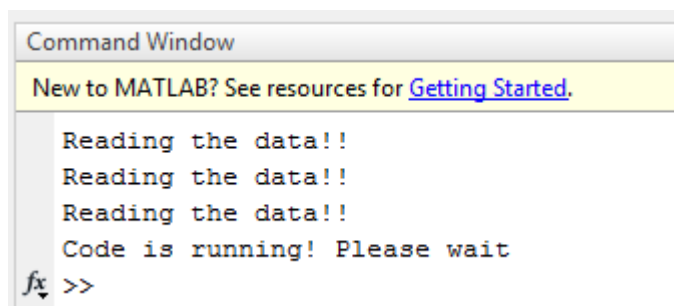 Command Window
New to MATLAB? See resources for Getting Started.
Reading the data!!
Reading the data!!
Reading the data!!
Code is running! Please wait
fx >>